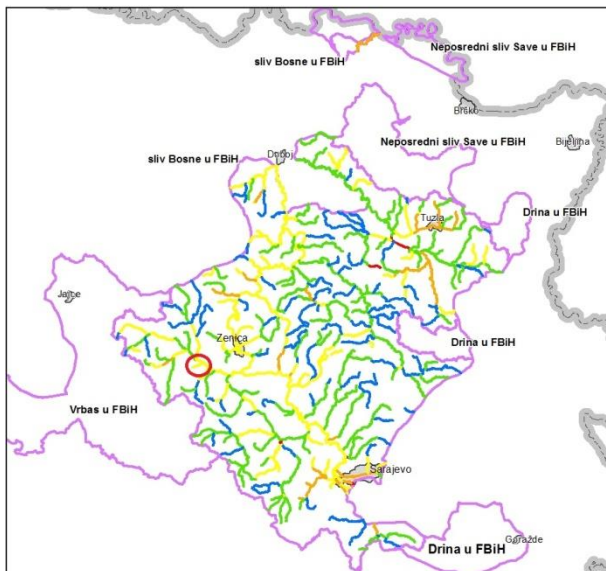 sliv Bosne u FBiH
Neposredni sliv Save u FBiH
Brčko
Neposredni sliv Save u FBiH
Bijeljina
Doboj
sliv Bosne u FBiH
Drina u FBiH
Tuzla
Jajce
Zenica
Drina u FBiH
Vrbas u FBiH
Sarajevo
Goražde
Drina u FBiH